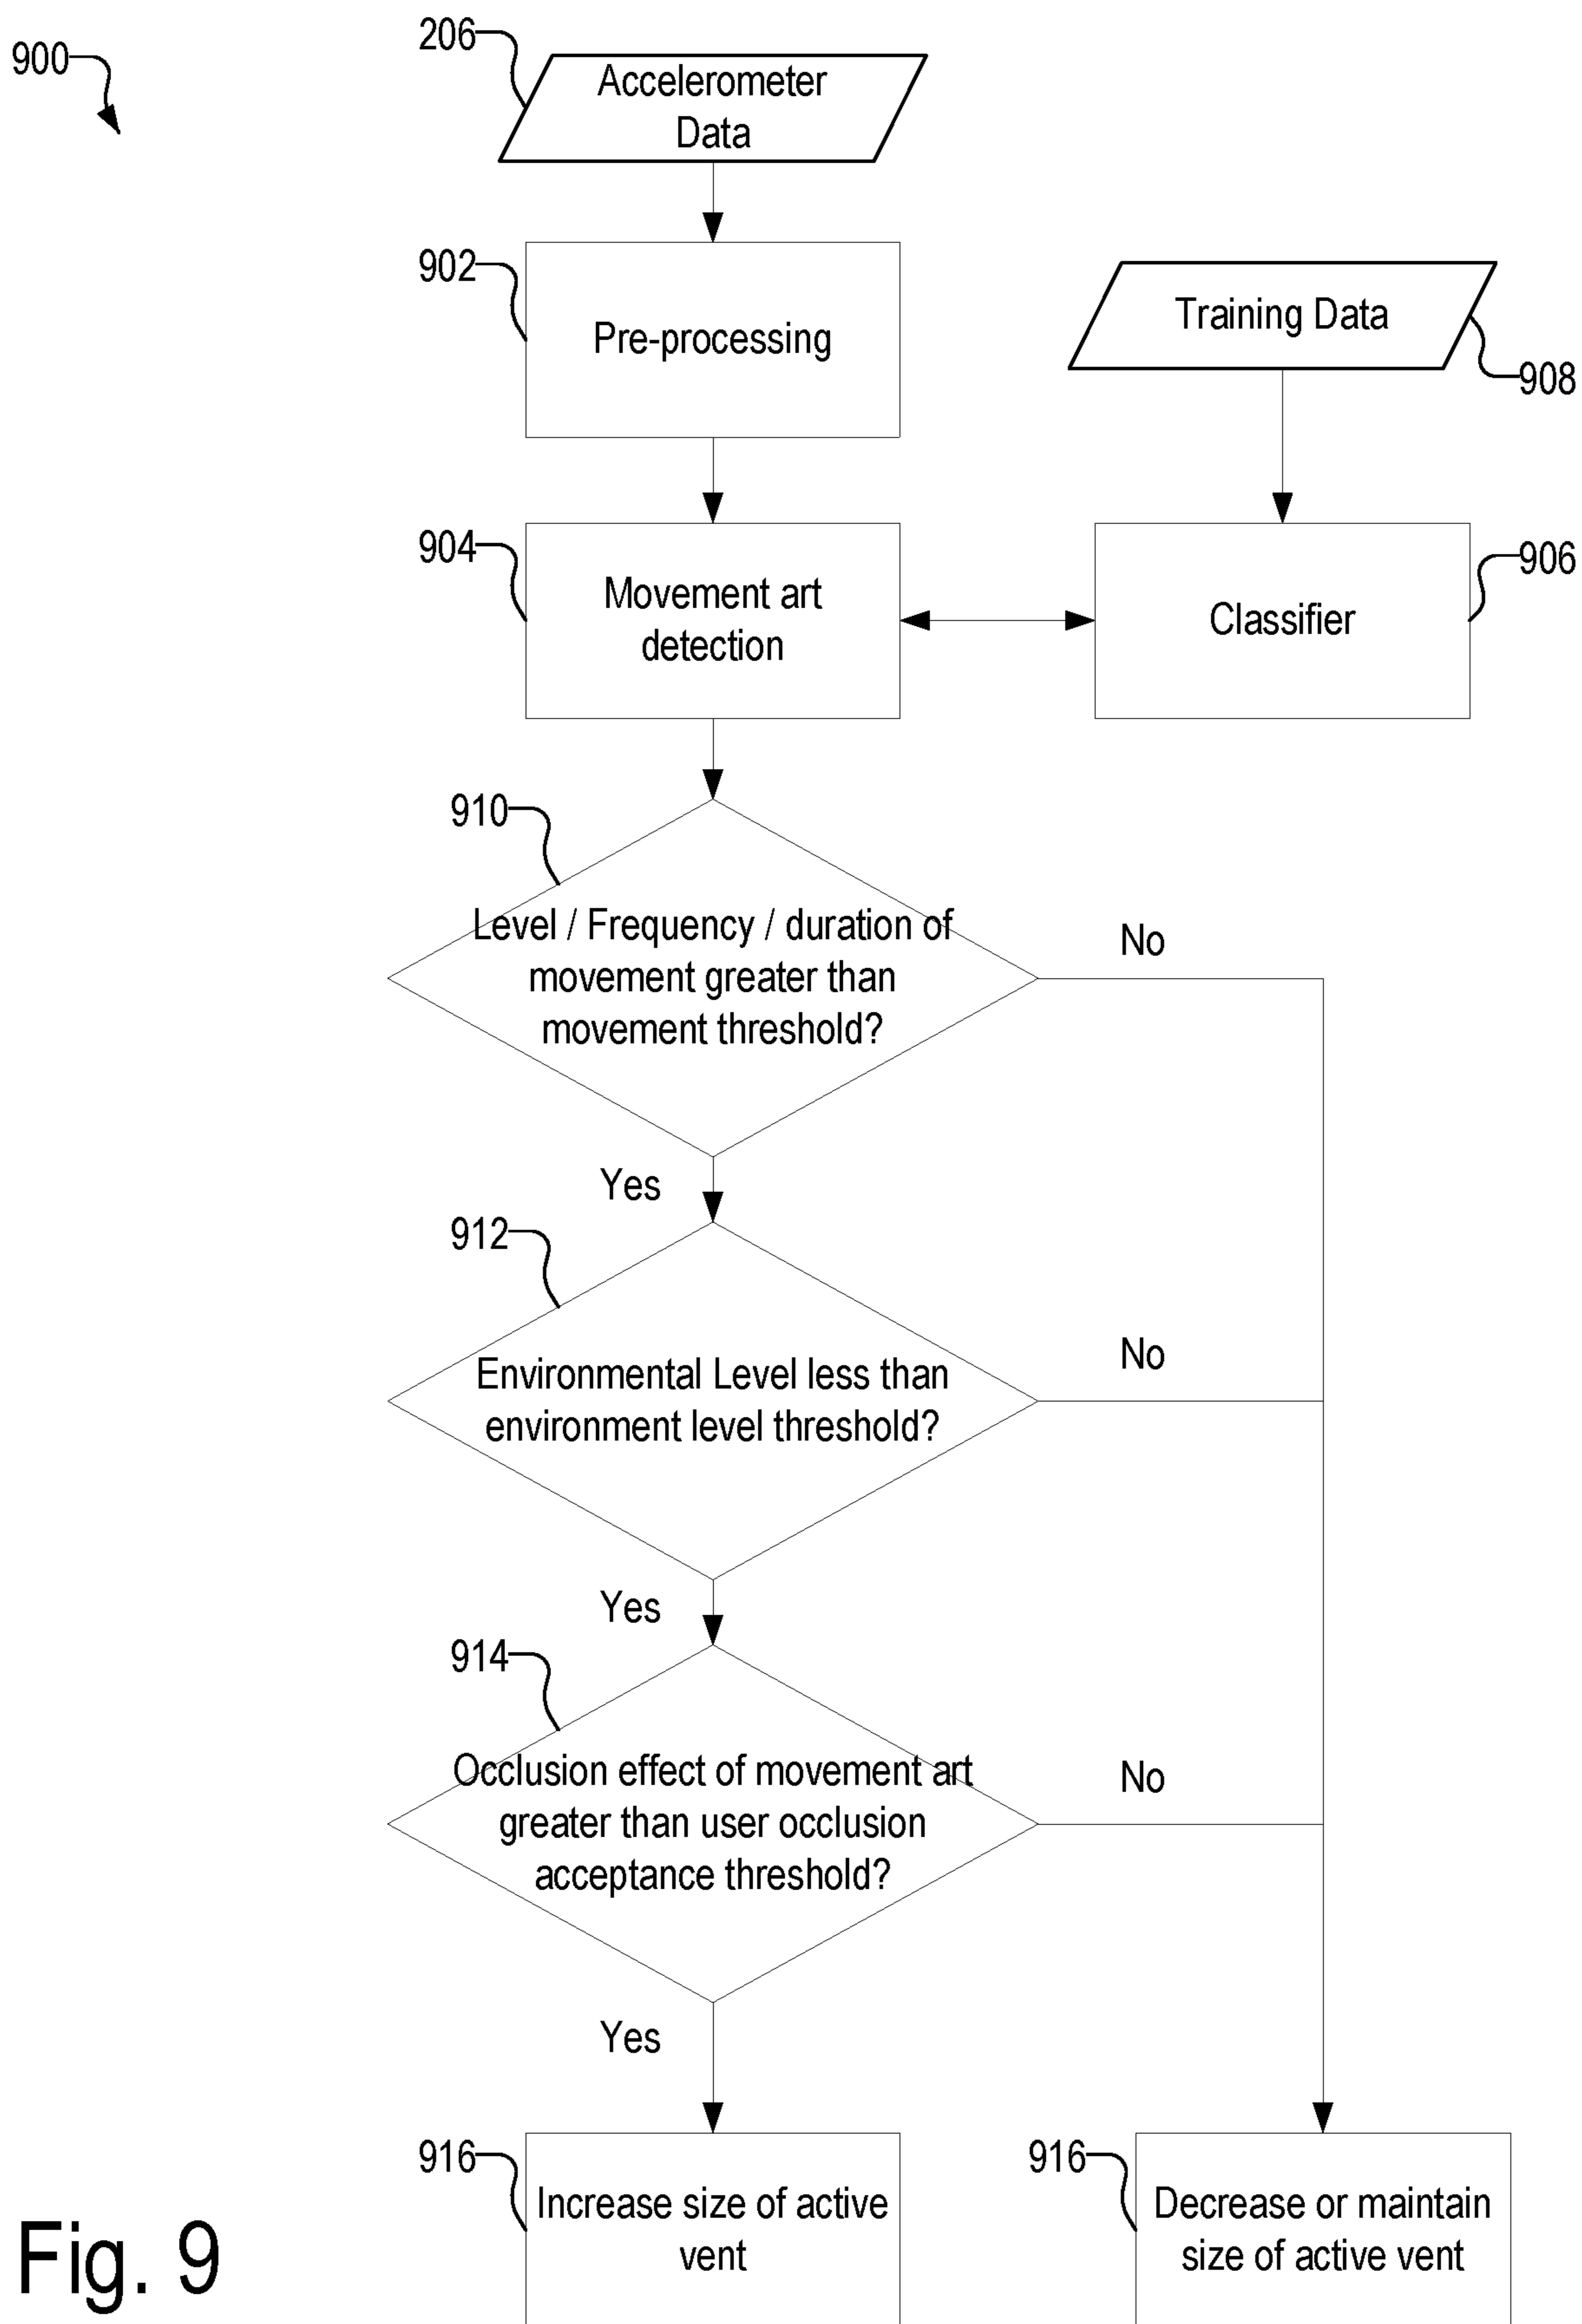 900
206
Accelerometer
Data
902
Pre-processing
Training Data
908
904
Movement art
detection
Classifier
906
910
Level / Frequency / duration of
movement greater than
movement threshold?
No
Yes
912
Environmental Level less than
environment level threshold?
No
Yes
914
Occlusion effect of movement art
greater than user occlusion
acceptance threshold?
No
Yes
916
Increase size of active
vent
916
Decrease or maintain
size of active vent
Fig. 9